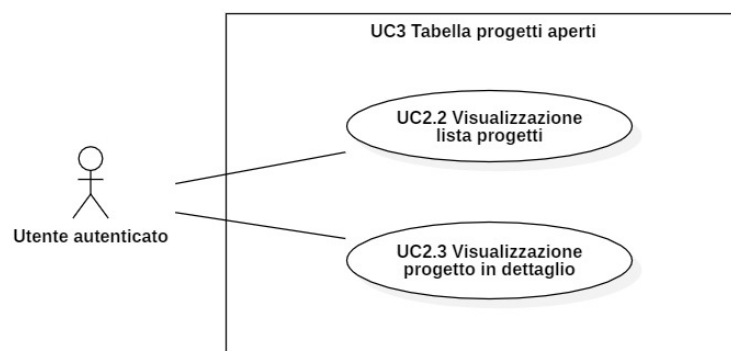 UC3 Tabella progetti aperti
UC2.2 Visualizzazione
lista progetti
Utente autenticato
UC2.3 Visualizzazione
progetto in dettaglio